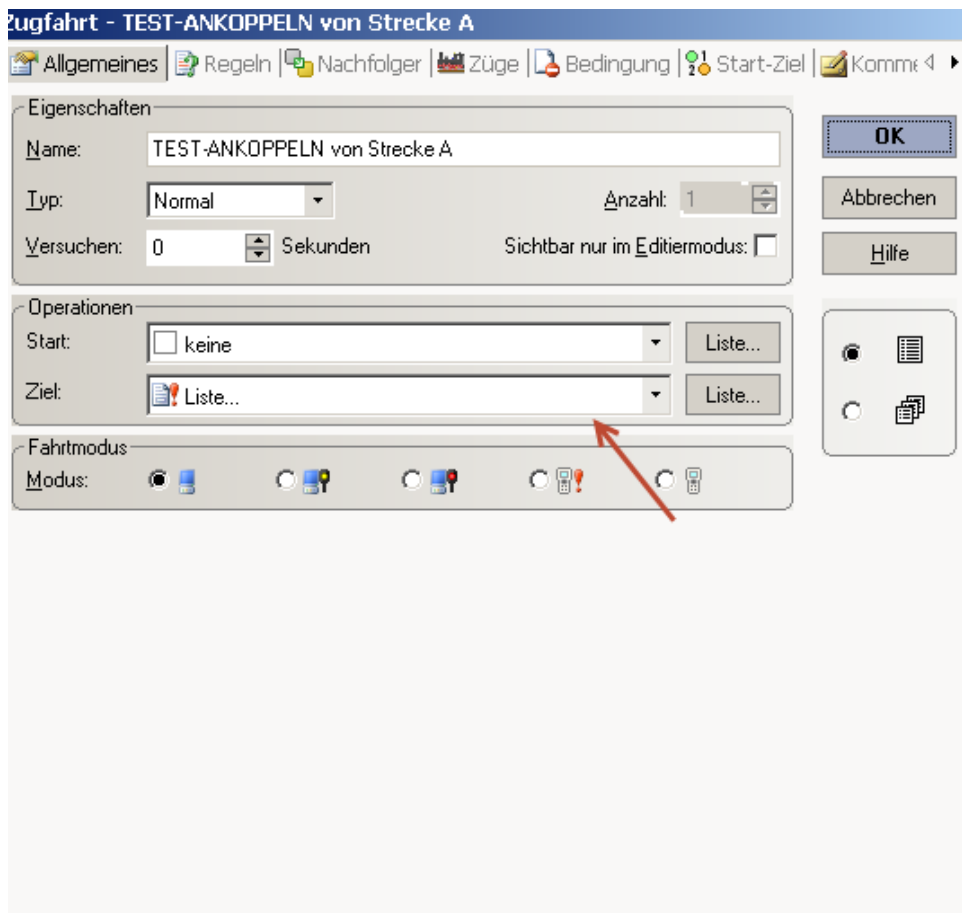 Zugfahrt - TEST-ANKOPPELN von Strecke A
Allgemeines Regeln Nachfolger Züge Bedingung Start-Ziel Komme
Eigenschaften
Name: TEST-ANKOPPELN von Strecke A
OK
Typ: Normal Anzahl: 1
Abbrechen
Versuchen: 0 Sekunden Sichtbar nur im Editiermodus:
Hilfe
Operationen
Start: keine Liste...
Ziel: Liste... Liste...
Fahrtmodus
Modus: